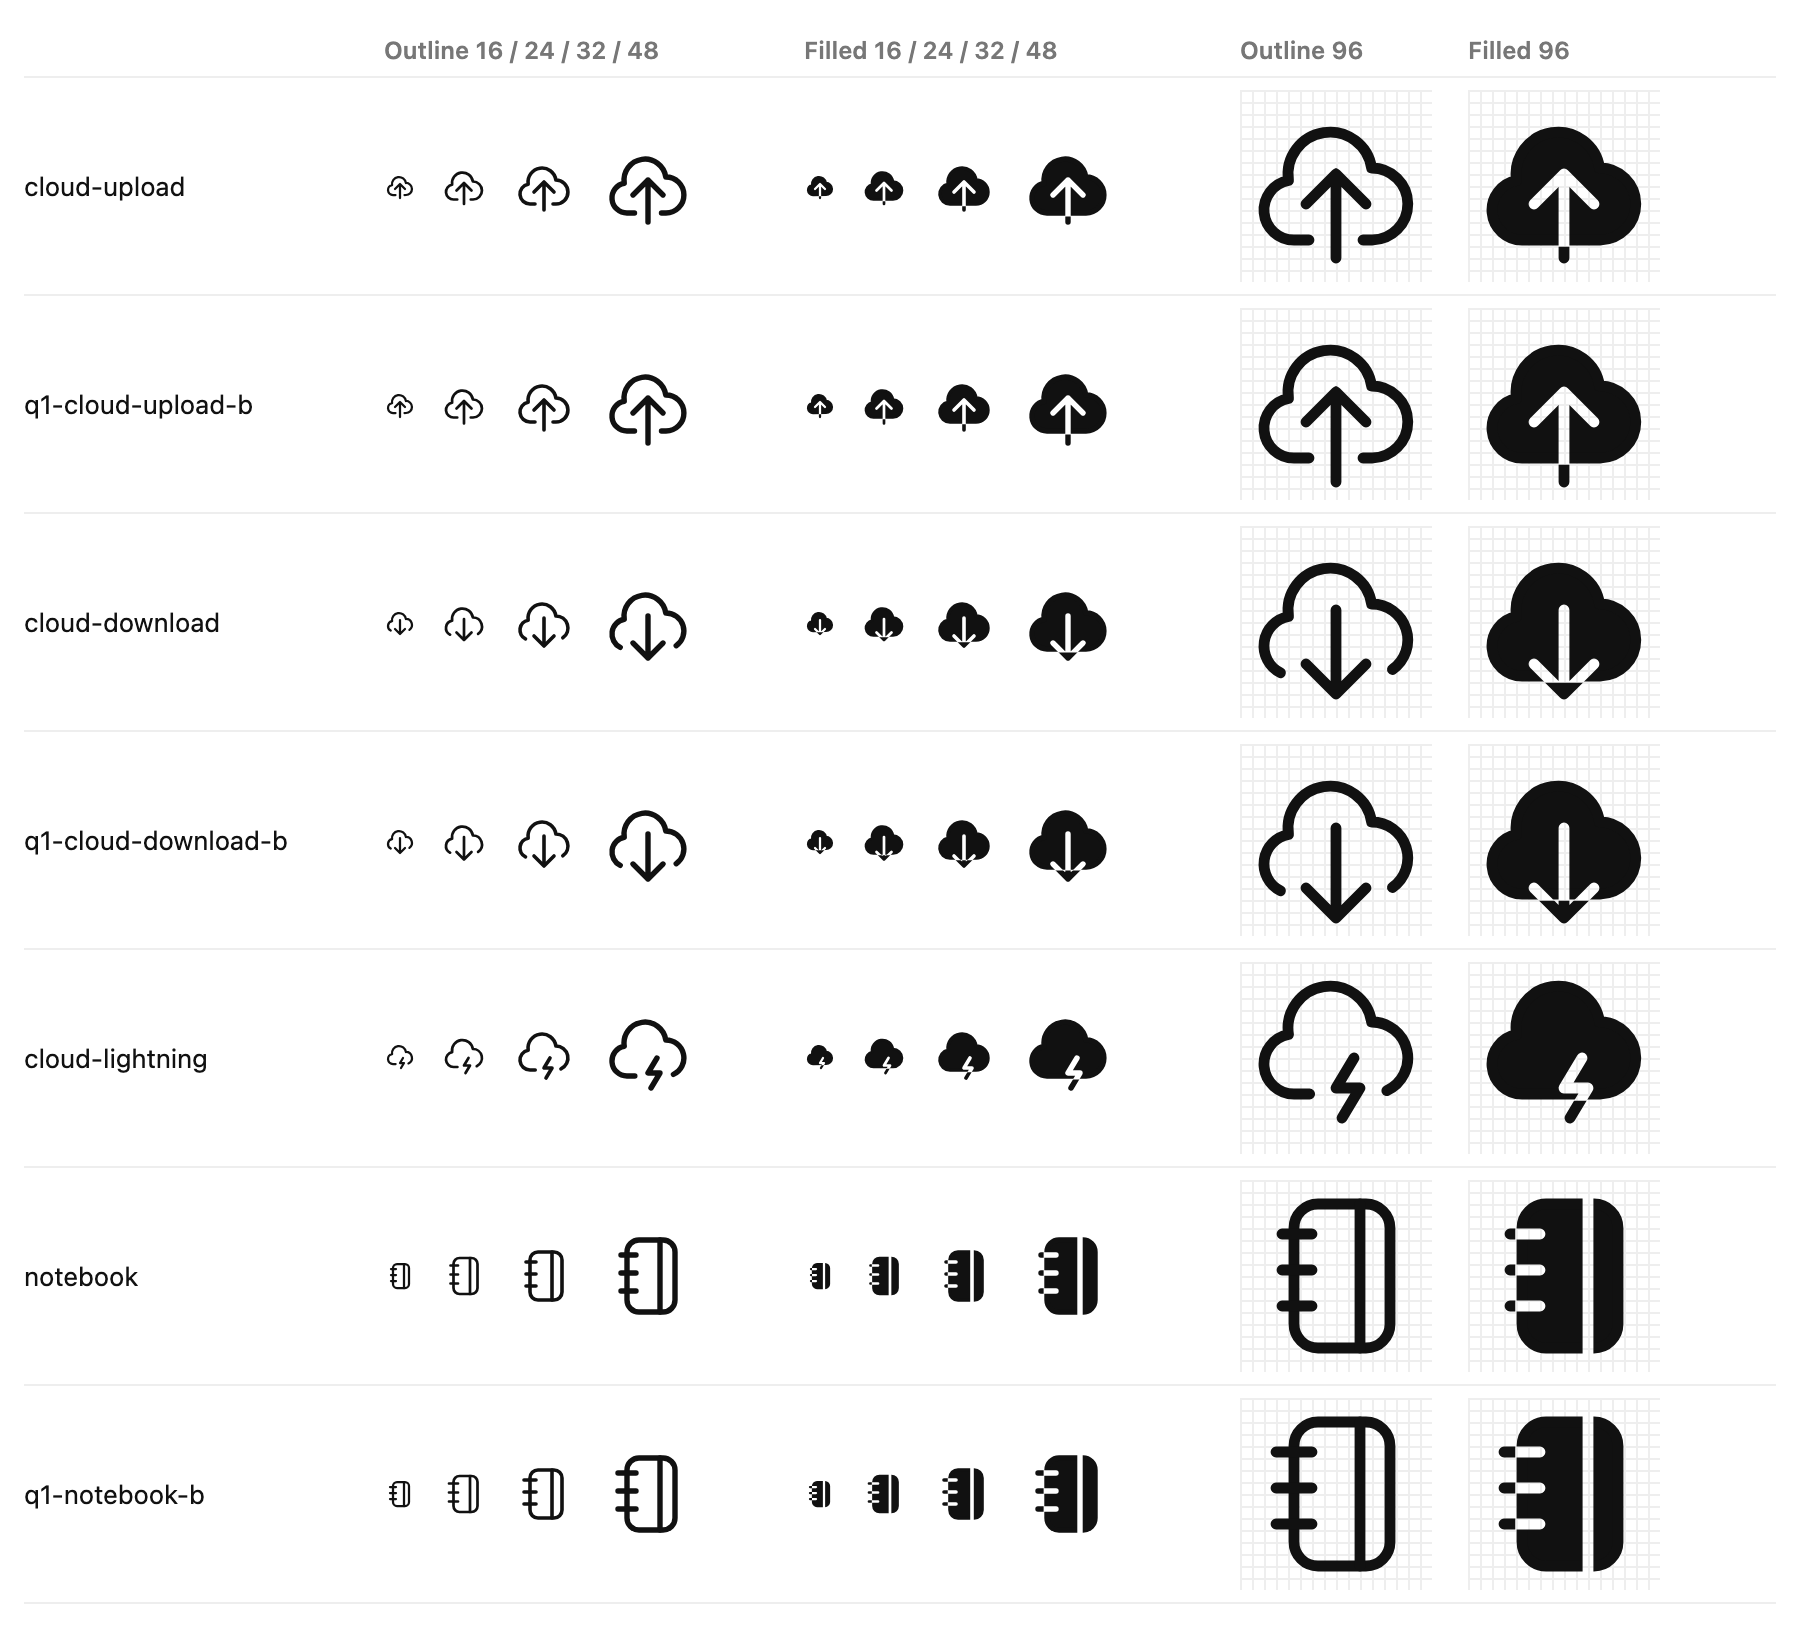 Outline 16 / 24 / 32 / 48 Filled 16 / 24 / 32 / 48 Outline 96 Filled 96
cloud-upload
q1-cloud-upload-b
cloud-download
q1-cloud-download-b
cloud-lightning
notebook
q1-notebook-b